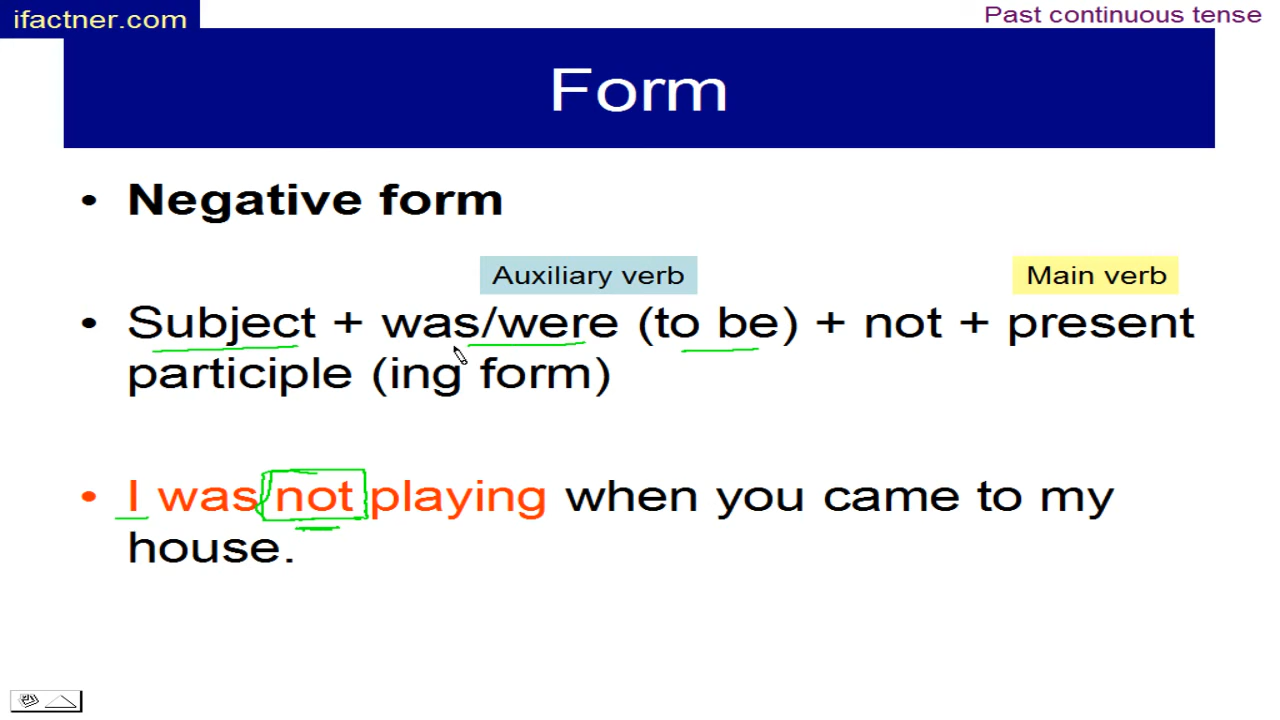 ifactner.com
Past continuous tense
Form
• Negative form
Auxiliary verb
Main verb
• Subject + was/were (to be) + not + present
participle (ing form)
• I was not playing when you came to my
house.